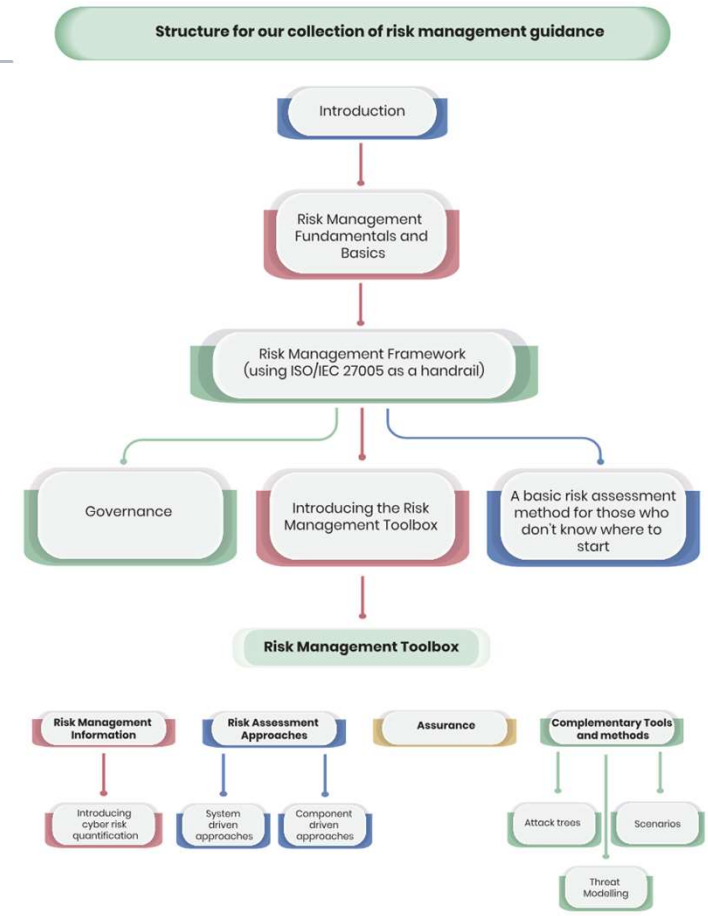 Structure for our collection of risk management guidance
Introduction
Risk Management
Fundamentals and
Basics
Risk Management Framework
(using ISO/IEC 27005 as a handrail)
Governance
Introducing the Risk
Management Toolbox
A basic risk assessment
method for those who
don't know where to
start
Risk Management Toolbox
Risk Management
Information
Risk Assessment
Approaches
Assurance
Complementary Tools
and methods
Introducing
cyber risk
quantification
System
driven
approaches
Component
driven
approaches
Attack trees
Scenarios
Threat
Modelling